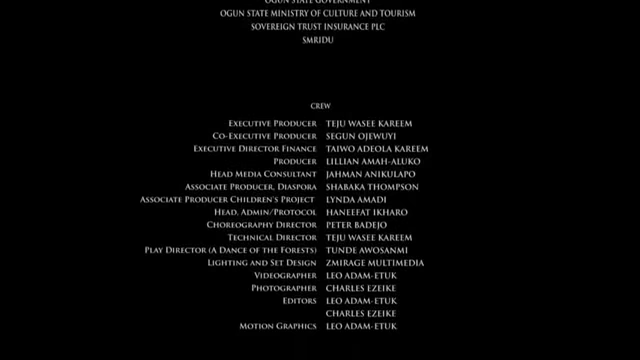 OGUN STATE GOVERNMENT
OGUN STATE MINISTRY OF CULTURE AND TOURISM
SOVEREIGN TRUST INSURANCE PLC
SMRIDU
CREW
EXECUTIVE PRODUCER TEJU WASEE KAREEM
CO-EXECUTIVE PRODUCER SEGUN OJEWUYI
EXECUTIVE DIRECTOR FINANCE TAIWO ADEOLA KAREEM
PRODUCER LILLIAN AMAH-ALUKO
HEAD MEDIA CONSULTANT JAHMAN ANIKULAPO
ASSOCIATE PRODUCER, DIASPORA SHABAKA THOMPSON
ASSOCIATE PRODUCER CHILDREN'S PROJECT LYNDA AMADI
HEAD, ADMIN/PROTOCOL HANEEFAT IKHARO
CHOREOGRAPHY DIRECTOR PETER BADEJO
TECHNICAL DIRECTOR TEJU WASEE KAREEM
PLAY DIRECTOR (A DANCE OF THE FORESTS) TUNDE AWOSANMI
LIGHTING AND SET DESIGN ZMIRAGE MULTIMEDIA
VIDEOGRAPHER LEO ADAM-ETUK
PHOTOGRAPHER CHARLES EZEIKE
EDITORS LEO ADAM-ETUK
CHARLES EZEIKE
MOTION GRAPHICS LEO ADAM-ETUK